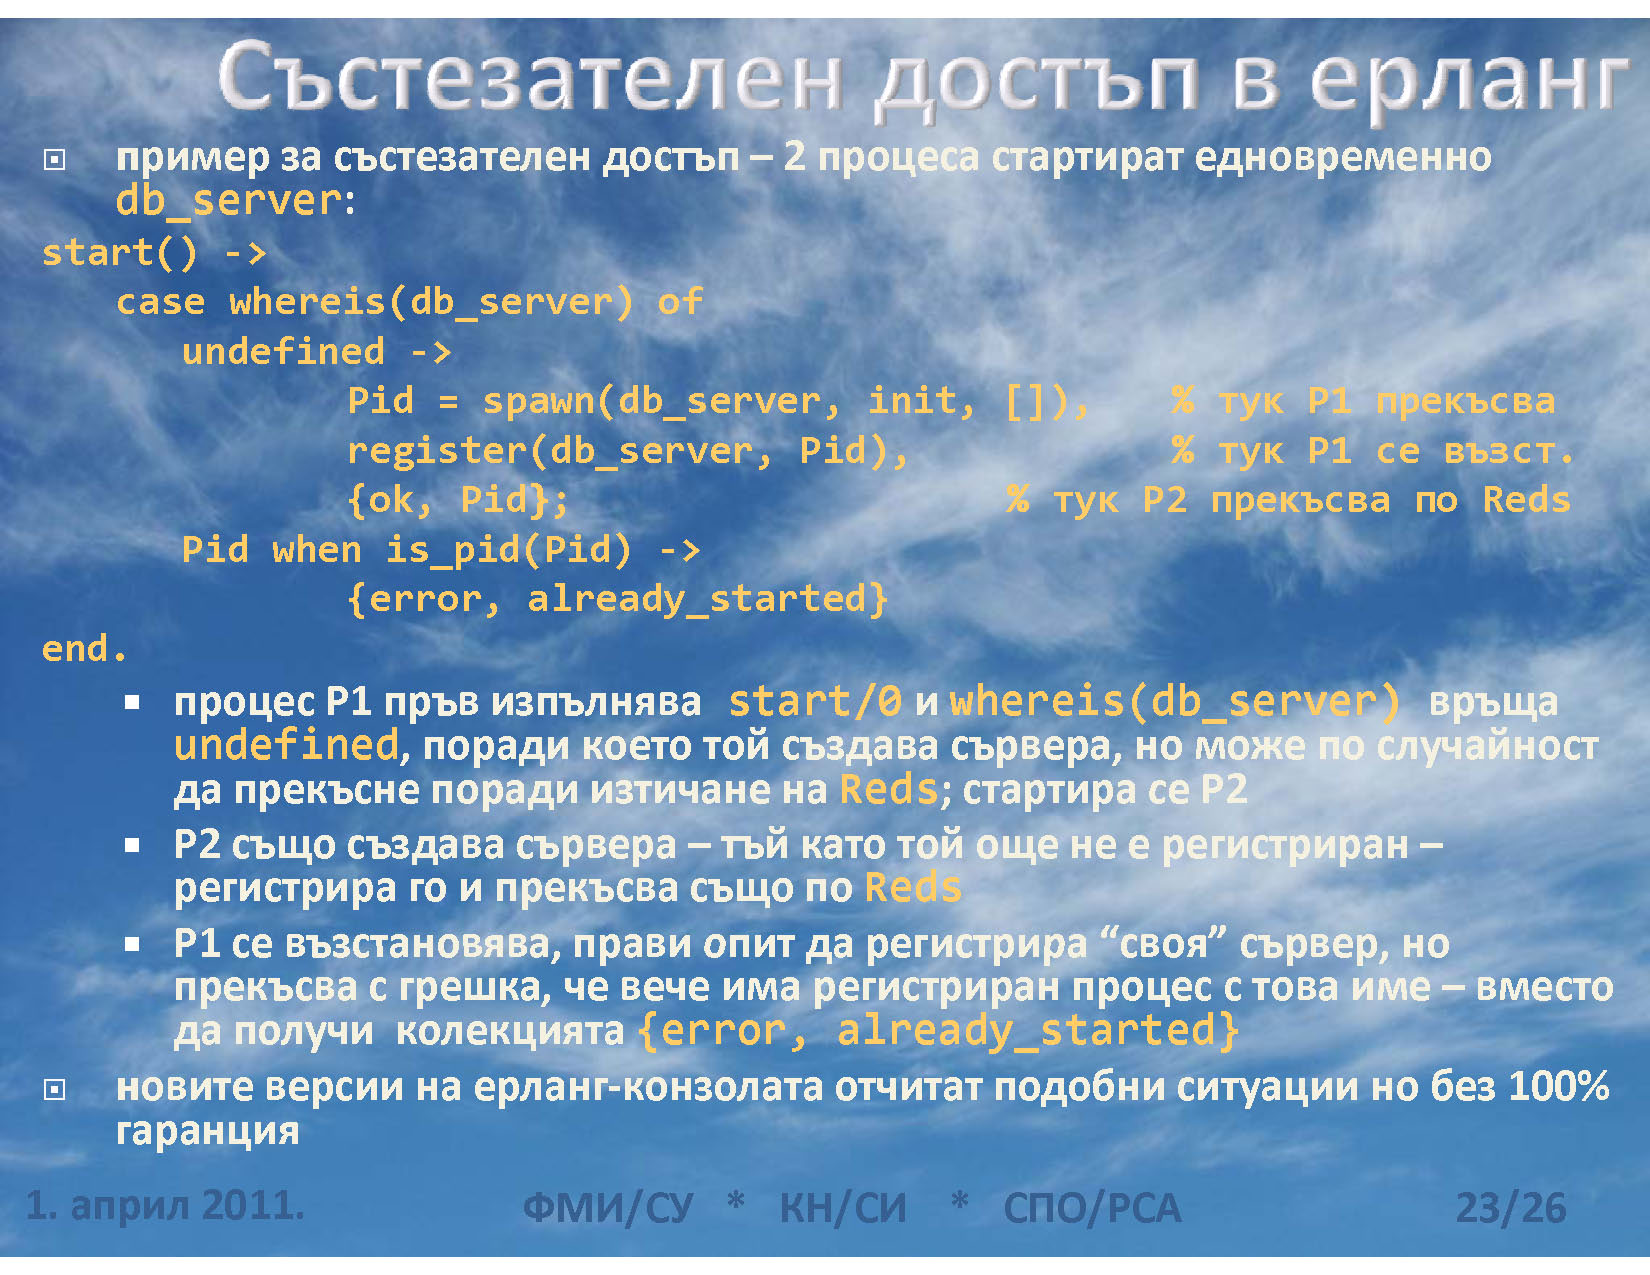 Състезателен достъп в ерланг
пример за състезателен достъп – 2 процеса стартират едновременно
db_server:
start() ->
case whereis(db_server) of
undefined ->
Pid = spawn(db_server, init, []), % тук P1 прекъсва
register(db_server, Pid), % тук P1 се възст.
{ok, Pid}; % тук P2 прекъсва по Reds
Pid when is_pid(Pid) ->
{error, already_started}
end.
процес P1 пръв изпълнява start/0 и whereis(db_server) връща
undefined, поради което той създава сървера, но може по случайност
да прекъсне поради изтичане на Reds; стартира се P2
P2 също създава сървера – тъй като той още не е регистриран –
регистрира го и прекъсва също по Reds
P1 се възстановява, прави опит да регистрира “своя” сървер, но
прекъсва с грешка, че вече има регистриран процес с това име – вместо
да получи колекцията {error, already_started}
новите версии на ерланг-конзолата отчитат подобни ситуации но без 100%
гаранция
1. април 2011. ФМИ/СУ * КН/СИ * СПО/РСА 23/26